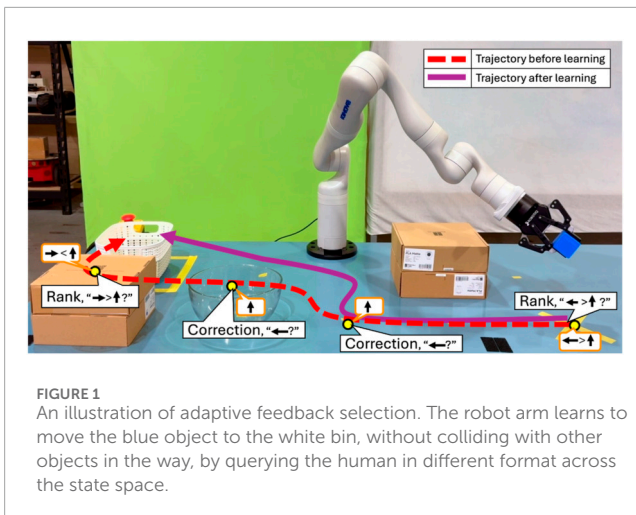 Trajectory before learning
Trajectory after learning
→<↑
Rank, "→>↑?"
↑
Correction, "←?"
↑
Correction, "←?"
Rank, "←>↑?"
←>↑
FIGURE 1
An illustration of adaptive feedback selection. The robot arm learns to
move the blue object to the white bin, without colliding with other
objects in the way, by querying the human in different format across
the state space.